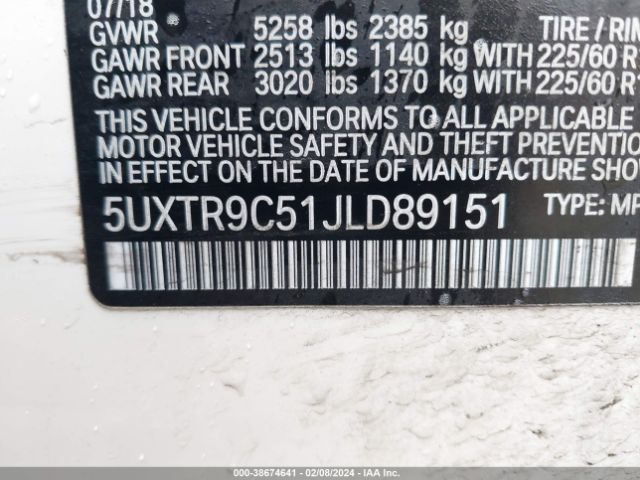 07/18
GVWR 5258 lbs 2385 kg TIRE / RIM
GAWR FRONT 2513 lbs 1140 kg WITH 225/60 R
GAWR REAR 3020 lbs 1370 kg WITH 225/60 R
THIS VEHICLE CONFORMS TO ALL APPLICABLE
MOTOR VEHICLE SAFETY AND THEFT PREVENTION
IN EFFECT ON THE DATE OF MANUFACTURE SHO
5UXTR9C51JLD89151 TYPE: MP
000-38674641 - 02/08/2024 - IAAI.COM